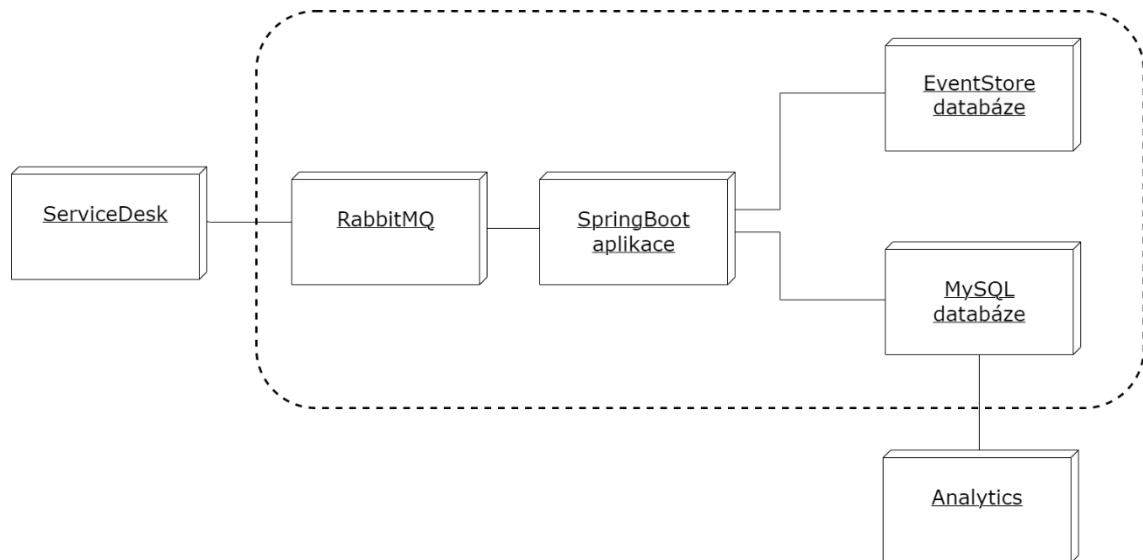 EventStore
databáze
ServiceDesk
RabbitMQ
SpringBoot
aplikace
MySQL
databáze
Analytics